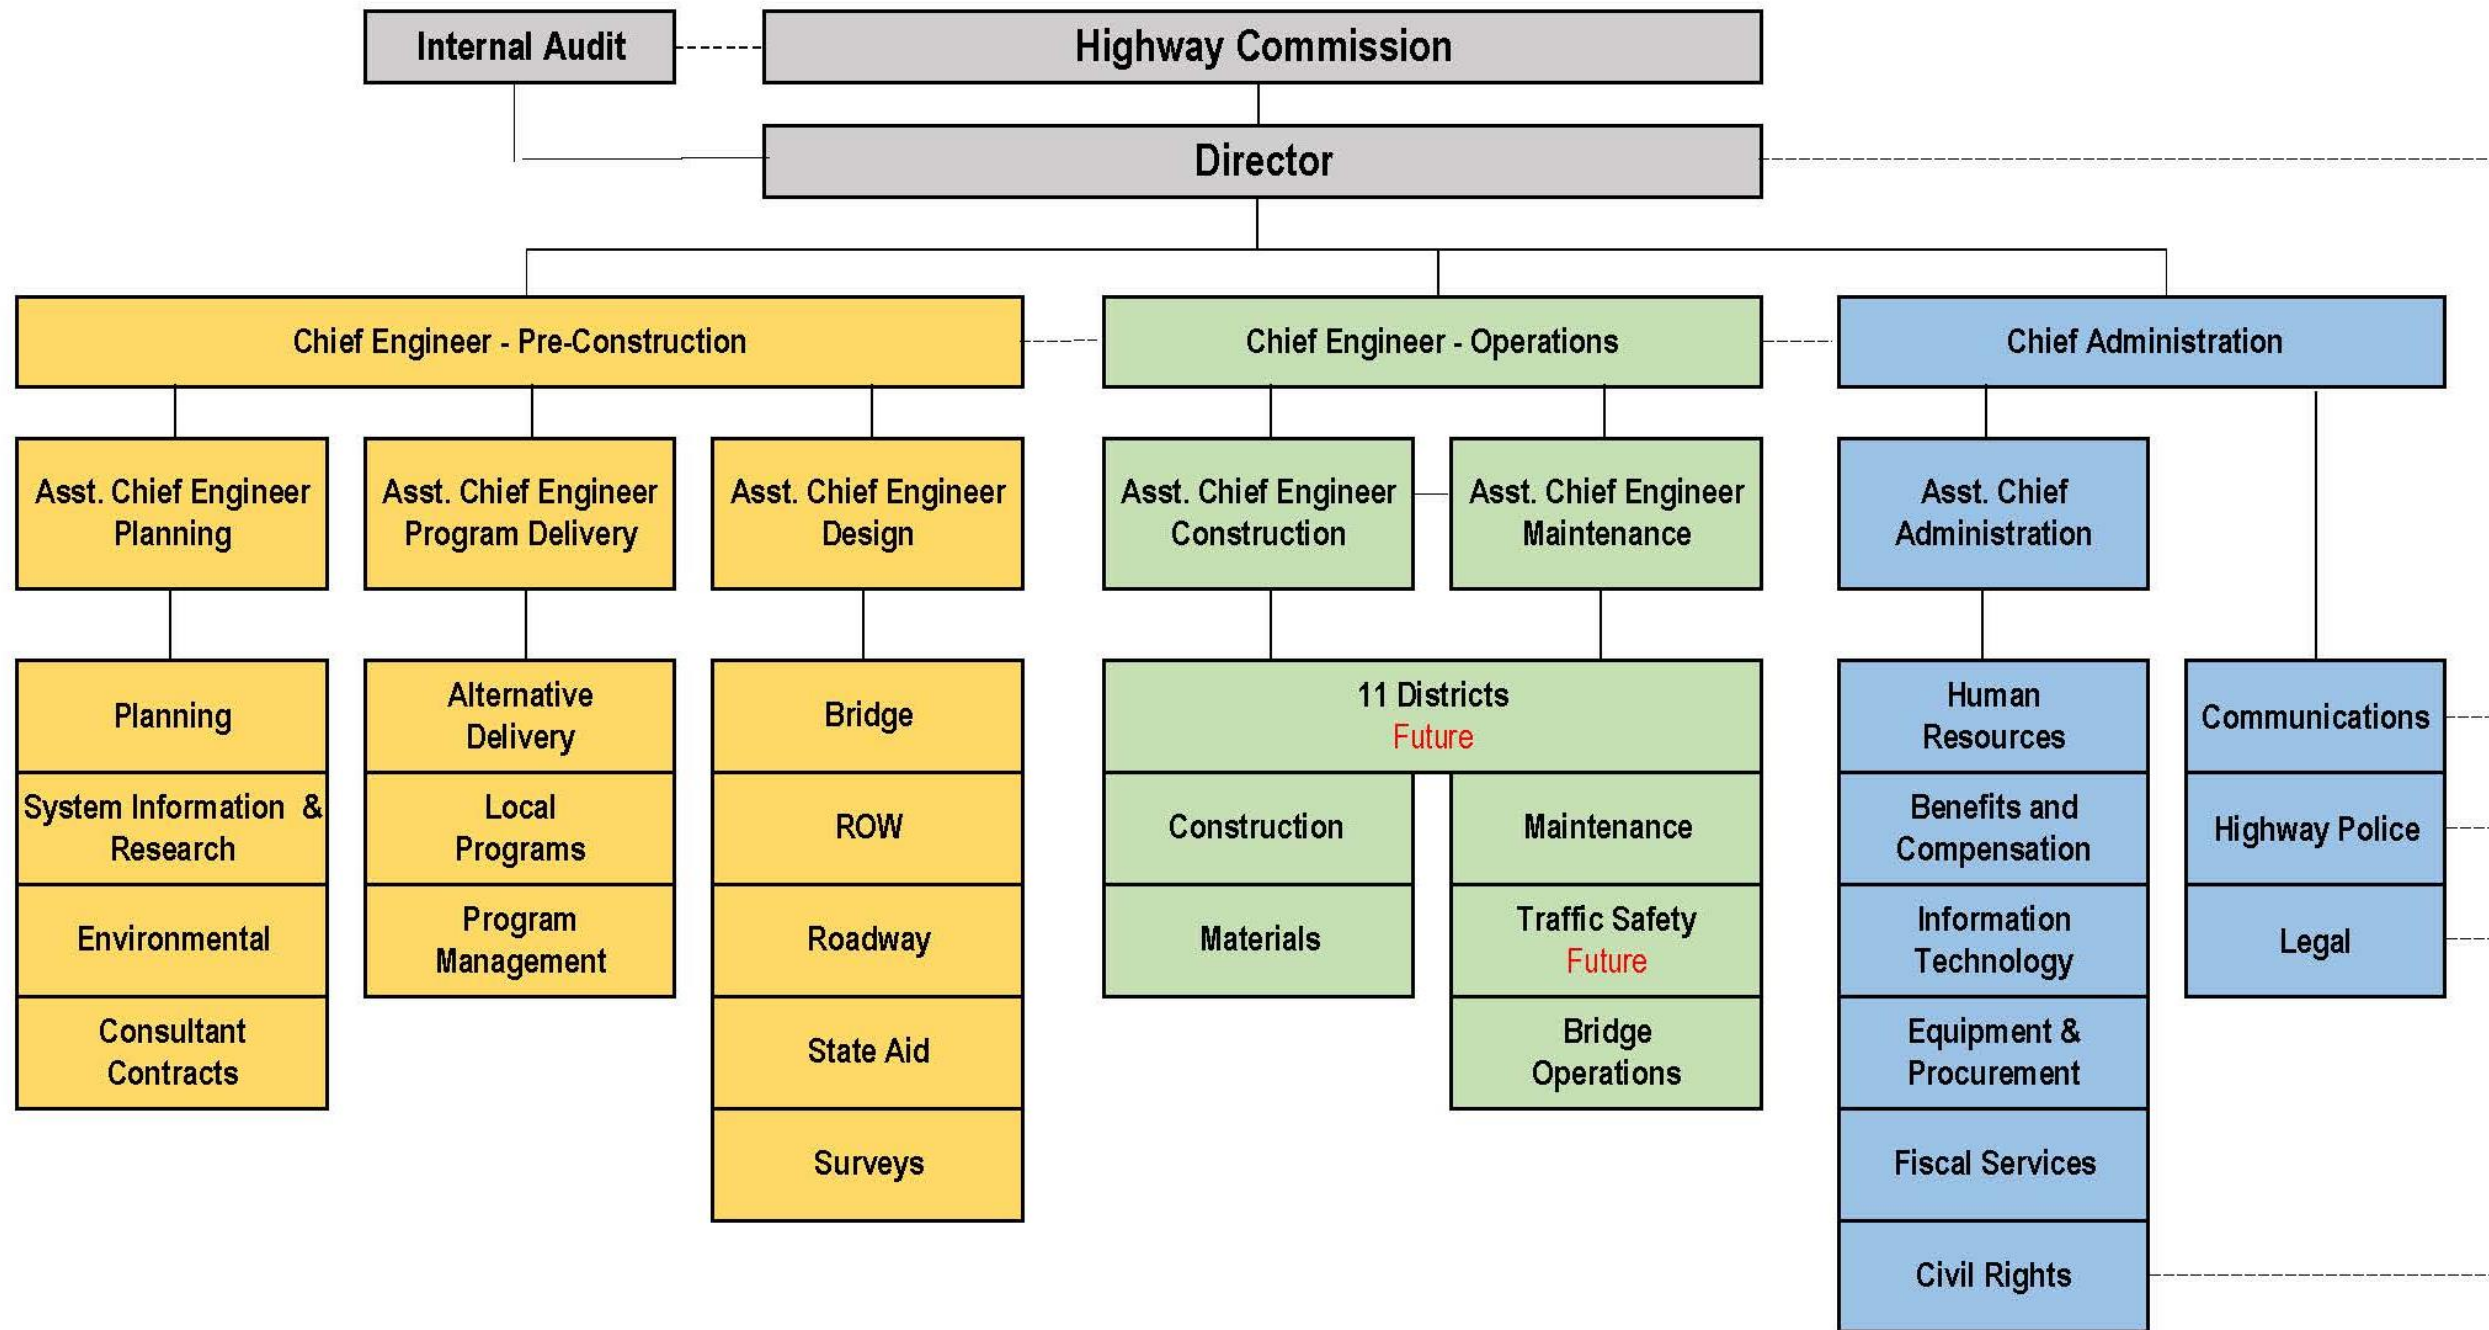 Internal Audit
Highway Commission
Director
Chief Engineer - Pre-Construction
Chief Engineer - Operations
Chief Administration
Asst. Chief Engineer
Planning
Asst. Chief Engineer
Program Delivery
Asst. Chief Engineer
Design
Asst. Chief Engineer
Construction
Asst. Chief Engineer
Maintenance
Asst. Chief
Administration
Planning
System Information &
Research
Environmental
Consultant
Contracts
Alternative
Delivery
Local
Programs
Program
Management
Bridge
ROW
Roadway
State Aid
Surveys
11 Districts
Future
Construction
Materials
Maintenance
Traffic Safety
Future
Bridge
Operations
Human
Resources
Benefits and
Compensation
Information
Technology
Equipment &
Procurement
Fiscal Services
Civil Rights
Communications
Highway Police
Legal